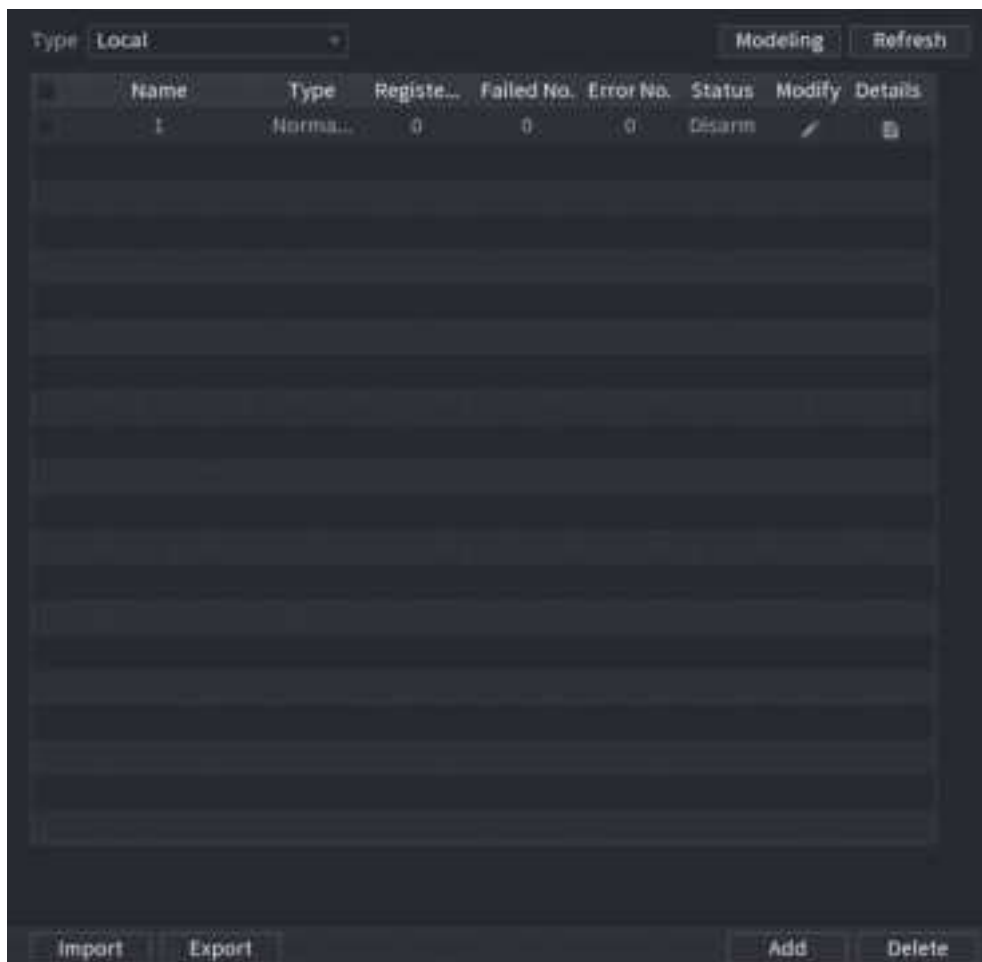 Type Local Modeling Refresh
Name Type Registe... Failed No. Error No. Status Modify Details
1 Norma... 0 0 0 Disarm
Import Export Add Delete